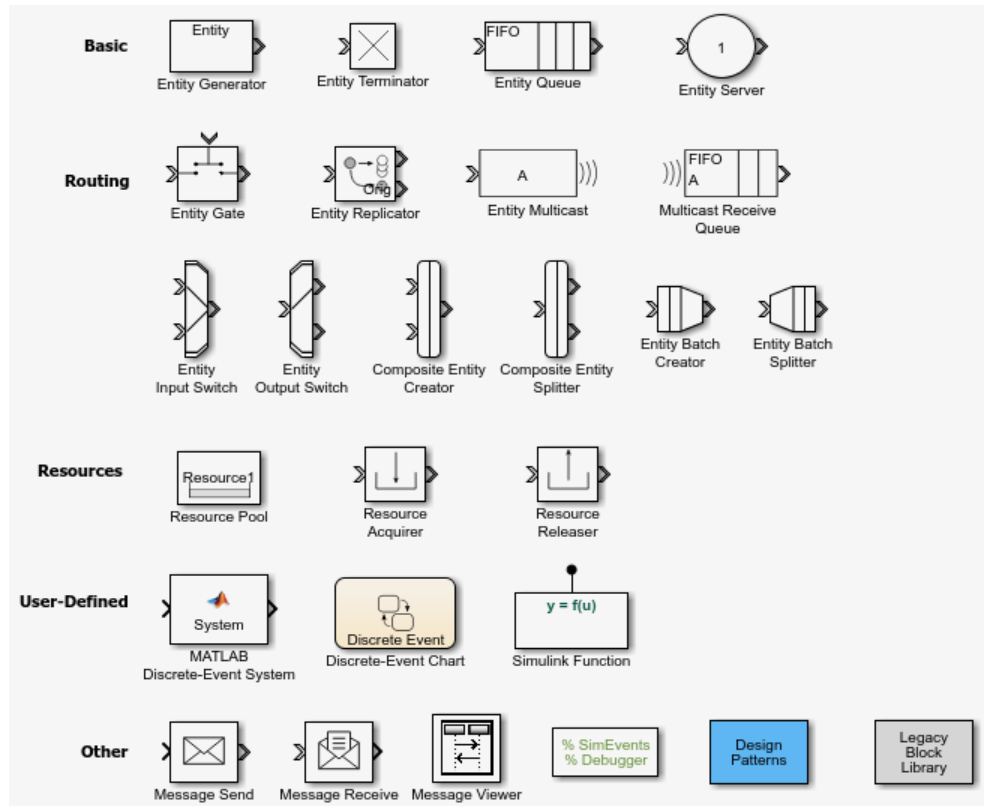 Basic
Entity
Entity Generator
Entity Terminator
FIFO
Entity Queue
1
Entity Server
Routing
Entity Gate
Orig
Entity Replicator
A
Entity Multicast
FIFO
A
Multicast Receive
Queue
Entity
Input Switch
Entity
Output Switch
Composite Entity
Creator
Composite Entity
Splitter
Entity Batch
Creator
Entity Batch
Splitter
Resources
Resource1
Resource Pool
Resource
Acquirer
Resource
Releaser
User-Defined
System
MATLAB
Discrete-Event System
Discrete Event
Discrete-Event Chart
y = f(u)
Simulink Function
Other
Message Send
Message Receive
Message Viewer
% SimEvents
% Debugger
Design
Patterns
Legacy
Block
Library